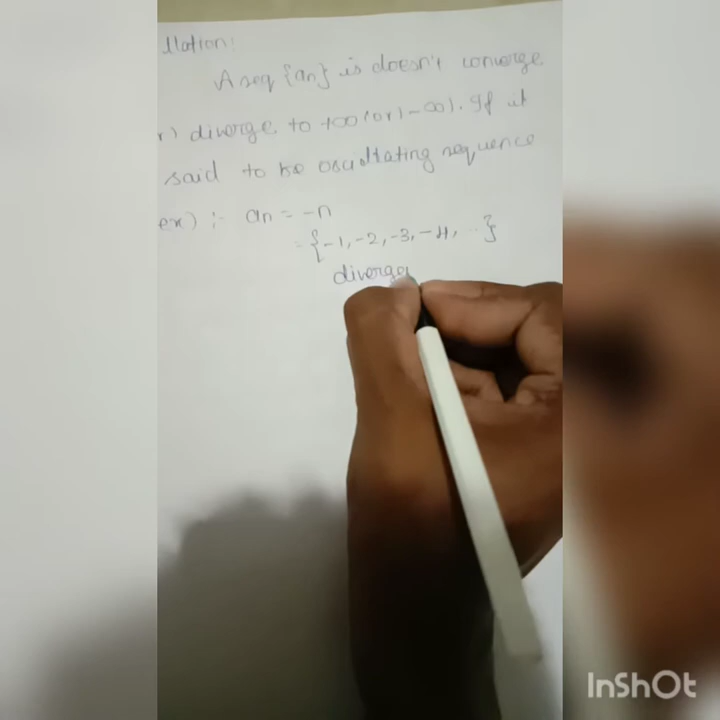 llation:
A seq {an} is doesn't converge
r) diverge to +∞ (or) -∞). If it
said to be oscillating sequence
ex) :- an = -n
= {-1, -2, -3, -4, ..}
diverge
InShOt